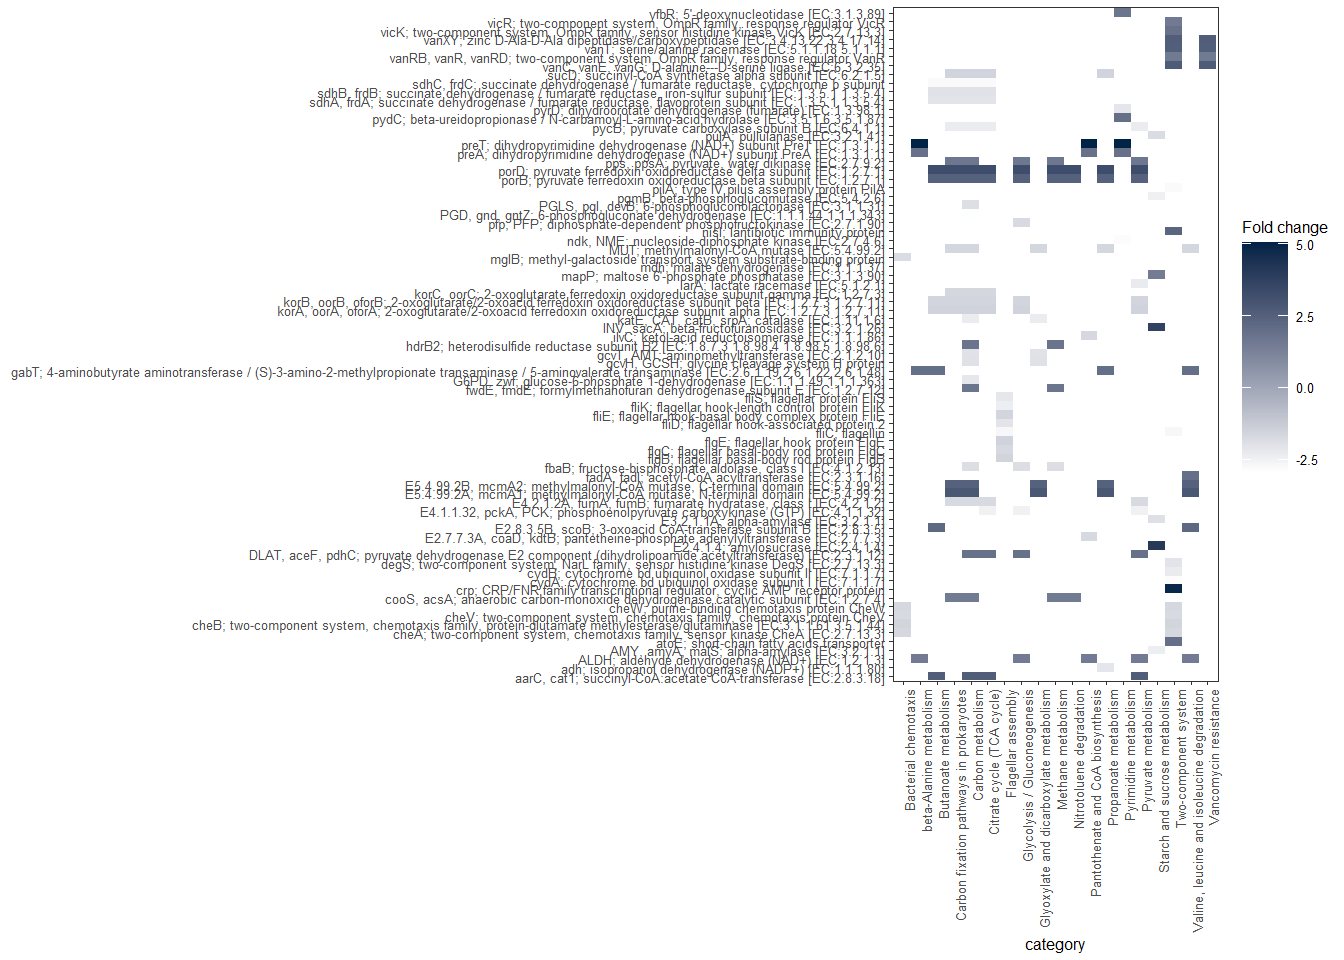 yfbR; 5'-deoxynucleotidase [EC:3.1.3.89]
vicR; two-component system, OmpR family, response regulator VicR
vicK; two-component system, OmpR family, sensor histidine kinase VicK [EC:2.7.13.3]
vanXY; zinc D-Ala-D-Ala dipeptidase/carboxypeptidase [EC:3.4.13.22 3.4.17.14]
vanT; serine/alanine racemase [EC:5.1.1.18 5.1.1.1]
vanRB, vanR, vanRD; two-component system, OmpR family, response regulator VanR
vanC, vanE, vanG; D-alanine---D-serine ligase [EC:6.3.2.35]
sucD; succinyl-CoA synthetase alpha subunit [EC:6.2.1.5]
sdhC, frdC; succinate dehydrogenase / fumarate reductase, cytochrome b subunit
sdhB, frdB; succinate dehydrogenase / fumarate reductase, iron-sulfur subunit [EC:1.3.5.1 1.3.5.4]
sdhA, frdA; succinate dehydrogenase / fumarate reductase, flavoprotein subunit [EC:1.3.5.1 1.3.5.4]
pyrD; dihydroorotate dehydrogenase (fumarate) [EC:1.3.98.1]
pydC; beta-ureidopropionase / N-carbamoyl-L-amino-acid hydrolase [EC:3.5.1.6 3.5.1.87]
pycB; pyruvate carboxylase subunit B [EC:6.4.1.1]
pulA; pullulanase [EC:3.2.1.41]
preT; dihydropyrimidine dehydrogenase (NAD+) subunit PreT [EC:1.3.1.1]
preA; dihydropyrimidine dehydrogenase (NAD+) subunit PreA [EC:1.3.1.1]
pps, ppsA; pyruvate, water dikinase [EC:2.7.9.2]
porD; pyruvate ferredoxin oxidoreductase delta subunit [EC:1.2.7.1]
porB; pyruvate ferredoxin oxidoreductase beta subunit [EC:1.2.7.1]
pilA; type IV pilus assembly protein PilA
pgmB; beta-phosphoglucomutase [EC:5.4.2.6]
PGLS, pgl, devB; 6-phosphogluconolactonase [EC:3.1.1.31]
PGD, gnd, gntZ; 6-phosphogluconate dehydrogenase [EC:1.1.1.44 1.1.1.343]
pfp, PFP; diphosphate-dependent phosphofructokinase [EC:2.7.1.90]
nisI; lantibiotic immunity protein
ndk, NME; nucleoside-diphosphate kinase [EC:2.7.4.6]
MUT; methylmalonyl-CoA mutase [EC:5.4.99.2]
mglB; methyl-galactoside transport system substrate-binding protein
mdh; malate dehydrogenase [EC:1.1.1.37]
mapP; maltose 6'-phosphate phosphatase [EC:3.1.3.90]
larA; lactate racemase [EC:5.1.2.1]
korC, oorC; 2-oxoglutarate ferredoxin oxidoreductase subunit gamma [EC:1.2.7.3]
korB, oorB, oforB; 2-oxoglutarate/2-oxoacid ferredoxin oxidoreductase subunit beta [EC:1.2.7.3 1.2.7.11]
korA, oorA, oforA; 2-oxoglutarate/2-oxoacid ferredoxin oxidoreductase subunit alpha [EC:1.2.7.3 1.2.7.11]
katE, CAT, catB, srpA; catalase [EC:1.11.1.6]
INV, sacA; beta-fructofuranosidase [EC:3.2.1.26]
ilvC; ketol-acid reductoisomerase [EC:1.1.1.86]
hdrB2; heterodisulfide reductase subunit B2 [EC:1.8.7.3 1.8.98.4 1.8.98.5 1.8.98.6]
gcvT, AMT; aminomethyltransferase [EC:2.1.2.10]
gcvH, GCSH; glycine cleavage system H protein
gabT; 4-aminobutyrate aminotransferase / (S)-3-amino-2-methylpropionate transaminase / 5-aminovalerate transaminase [EC:2.6.1.19 2.6.1.22 2.6.1.48]
G6PD, zwf; glucose-6-phosphate 1-dehydrogenase [EC:1.1.1.49 1.1.1.363]
fwdE, fmdE; formylmethanofuran dehydrogenase subunit E [EC:1.2.7.12]
fliS; flagellar protein FliS
fliK; flagellar hook-length control protein FliK
fliE; flagellar hook-basal body complex protein FliE
fliD; flagellar hook-associated protein 2
fliC; flagellin
flgE; flagellar hook protein FlgE
flgC; flagellar basal-body rod protein FlgC
flgB; flagellar basal-body rod protein FlgB
fbaB; fructose-bisphosphate aldolase, class I [EC:4.1.2.13]
fadA, fadI; acetyl-CoA acyltransferase [EC:2.3.1.16]
E5.4.99.2B, mcmA2; methylmalonyl-CoA mutase, C-terminal domain [EC:5.4.99.2]
E5.4.99.2A, mcmA1; methylmalonyl-CoA mutase, N-terminal domain [EC:5.4.99.2]
E4.2.1.2A, fumA, fumB; fumarate hydratase, class I [EC:4.2.1.2]
E4.1.1.32, pckA, PCK; phosphoenolpyruvate carboxykinase (GTP) [EC:4.1.1.32]
E3.2.1.1A; alpha-amylase [EC:3.2.1.1]
E2.8.3.5B, scoB; 3-oxoacid CoA-transferase subunit B [EC:2.8.3.5]
E2.7.7.3A, coaD, kdtB; pantetheine-phosphate adenylyltransferase [EC:2.7.7.3]
E2.4.1.4; amylosucrase [EC:2.4.1.4]
DLAT, aceF, pdhC; pyruvate dehydrogenase E2 component (dihydrolipoamide acetyltransferase) [EC:2.3.1.12]
degS; two-component system, NarL family, sensor histidine kinase DegS [EC:2.7.13.3]
cydB; cytochrome bd ubiquinol oxidase subunit II [EC:7.1.1.7]
cydA; cytochrome bd ubiquinol oxidase subunit I [EC:7.1.1.7]
crp; CRP/FNR family transcriptional regulator, cyclic AMP receptor protein
cooS, acsA; anaerobic carbon-monoxide dehydrogenase catalytic subunit [EC:1.2.7.4]
cheW; purine-binding chemotaxis protein CheW
cheV; two-component system, chemotaxis family, chemotaxis protein CheV
cheB; two-component system, chemotaxis family, protein-glutamate methylesterase/glutaminase [EC:3.1.1.61 3.5.1.44]
cheA; two-component system, chemotaxis family, sensor kinase CheA [EC:2.7.13.3]
atoE; short-chain fatty acids transporter
AMY, amyA, malS; alpha-amylase [EC:3.2.1.1]
ALDH; aldehyde dehydrogenase (NAD+) [EC:1.2.1.3]
adh; isopropanol dehydrogenase (NADP+) [EC:1.1.1.80]
aarC, cat1; succinyl-CoA:acetate CoA-transferase [EC:2.8.3.18]
Bacterial chemotaxis
beta-Alanine metabolism
Butanoate metabolism
Carbon fixation pathways in prokaryotes
Carbon metabolism
Citrate cycle (TCA cycle)
Flagellar assembly
Glycolysis / Gluconeogenesis
Glyoxylate and dicarboxylate metabolism
Methane metabolism
Nitrotoluene degradation
Pantothenate and CoA biosynthesis
Propanoate metabolism
Pyrimidine metabolism
Pyruvate metabolism
Starch and sucrose metabolism
Two-component system
Valine, leucine and isoleucine degradation
Vancomycin resistance
category
Fold change
5.0
2.5
0.0
-2.5